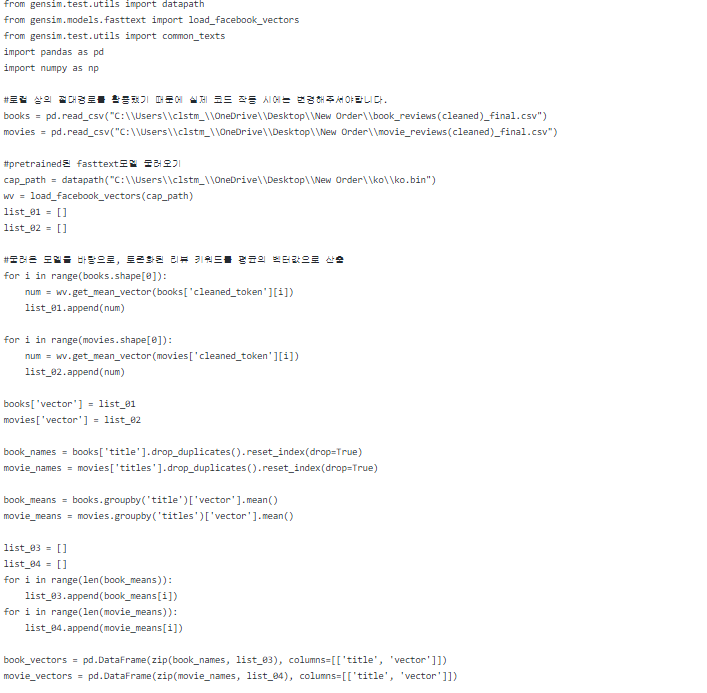 from gensim.test.utils import datapath
from gensim.models.fasttext import load_facebook_vectors
from gensim.test.utils import common_texts
import pandas as pd
import numpy as np
#로컬 상의 절대경로를 활용했기 때문에 실제 코드 작동 시에는 변경해주셔야합니다.
books = pd.read_csv("C:\\Users\\clstm_\\OneDrive\\Desktop\\New Order\\book_reviews(cleaned)_final.csv")
movies = pd.read_csv("C:\\Users\\clstm_\\OneDrive\\Desktop\\New Order\\movie_reviews(cleaned)_final.csv")
#pretrained된 fasttext모델 불러오기
cap_path = datapath("C:\\Users\\clstm_\\OneDrive\\Desktop\\New Order\\ko\\ko.bin")
wv = load_facebook_vectors(cap_path)
list_01 = []
list_02 = []
#불러온 모델을 바탕으로, 토큰화된 리뷰 키워드를 평균의 벡터값으로 산출
for i in range(books.shape[0]):
    num = wv.get_mean_vector(books['cleaned_token'][i])
    list_01.append(num)
for i in range(movies.shape[0]):
    num = wv.get_mean_vector(movies['cleaned_token'][i])
    list_02.append(num)
books['vector'] = list_01
movies['vector'] = list_02
book_names = books['title'].drop_duplicates().reset_index(drop=True)
movie_names = movies['titles'].drop_duplicates().reset_index(drop=True)
book_means = books.groupby('title')['vector'].mean()
movie_means = movies.groupby('titles')['vector'].mean()
list_03 = []
list_04 = []
for i in range(len(book_means)):
    list_03.append(book_means[i])
for i in range(len(movie_means)):
    list_04.append(movie_means[i])
book_vectors = pd.DataFrame(zip(book_names, list_03), columns=[['title', 'vector']])
movie_vectors = pd.DataFrame(zip(movie_names, list_04), columns=[['title', 'vector']])